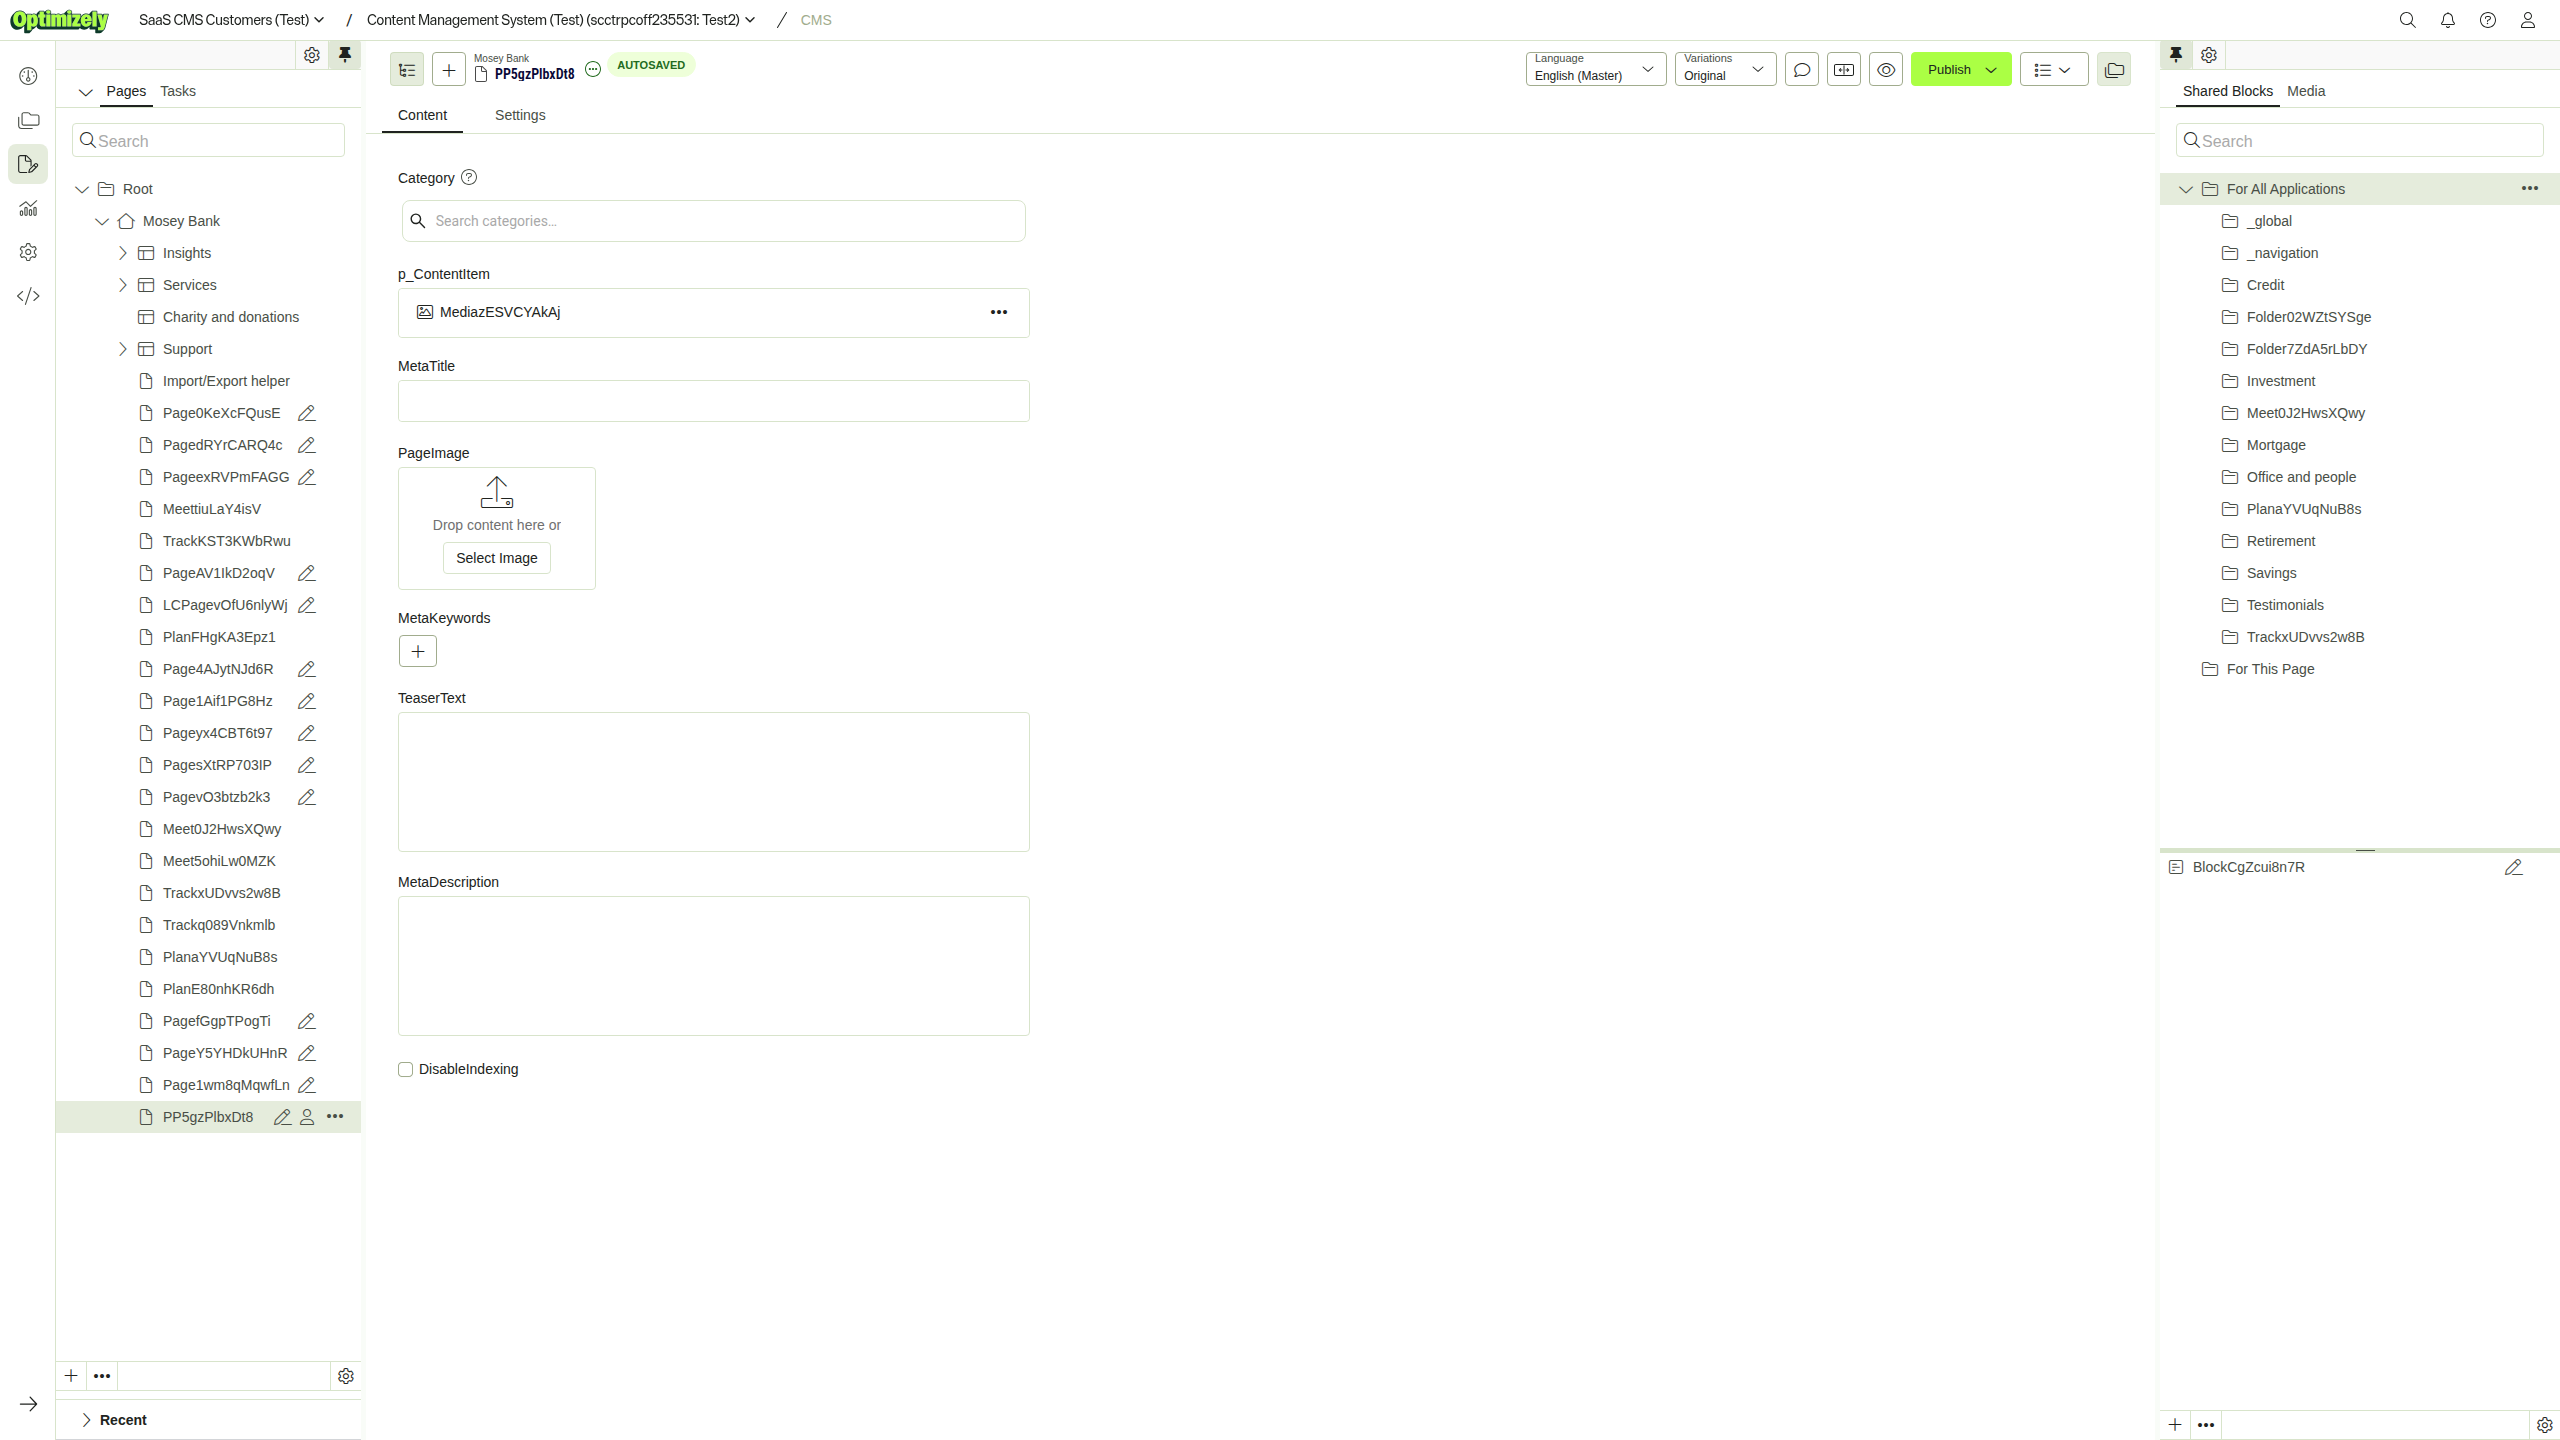 Optimizely
SaaS CMS Customers (Test) / Content Management System (Test) (scctrpcoff235531: Test2) / CMS
Pages Tasks
Search
Root
Mosey Bank
Insights
Services
Charity and donations
Support
Import/Export helper
Page0KeXcFQusE
PagedRYrCARQ4c
PageexRVPmFAGG
MeettiuLaY4isV
TrackKST3KWbRwu
PageAV1IkD2oqV
LCPagevOfU6nlyWj
PlanFHgKA3Epz1
Page4AJytNJd6R
Page1Aif1PG8Hz
Pageyx4CBT6t97
PagesXtRP703IP
PagevO3btzb2k3
Meet0J2HwsXQwy
Meet5ohiLw0MZK
TrackxUDvvs2w8B
Trackq089Vnkmlb
PlanaYVUqNuB8s
PlanE80nhKR6dh
PagefGgpTPogTi
PageY5YHDkUHnR
Page1wm8qMqwfLn
PP5gzPlbxDt8
Recent
Mosey Bank
PP5gzPlbxDt8
AUTOSAVED
Language
English (Master)
Variations
Original
Publish
Content Settings
Category
Search categories...
p_ContentItem
MediazESVCYAkAj
MetaTitle
PageImage
Drop content here or
Select Image
MetaKeywords
TeaserText
MetaDescription
DisableIndexing
Shared Blocks Media
Search
For All Applications
_global
_navigation
Credit
Folder02WZtSYSge
Folder7ZdA5rLbDY
Investment
Meet0J2HwsXQwy
Mortgage
Office and people
PlanaYVUqNuB8s
Retirement
Savings
Testimonials
TrackxUDvvs2w8B
For This Page
BlockCgZcui8n7R